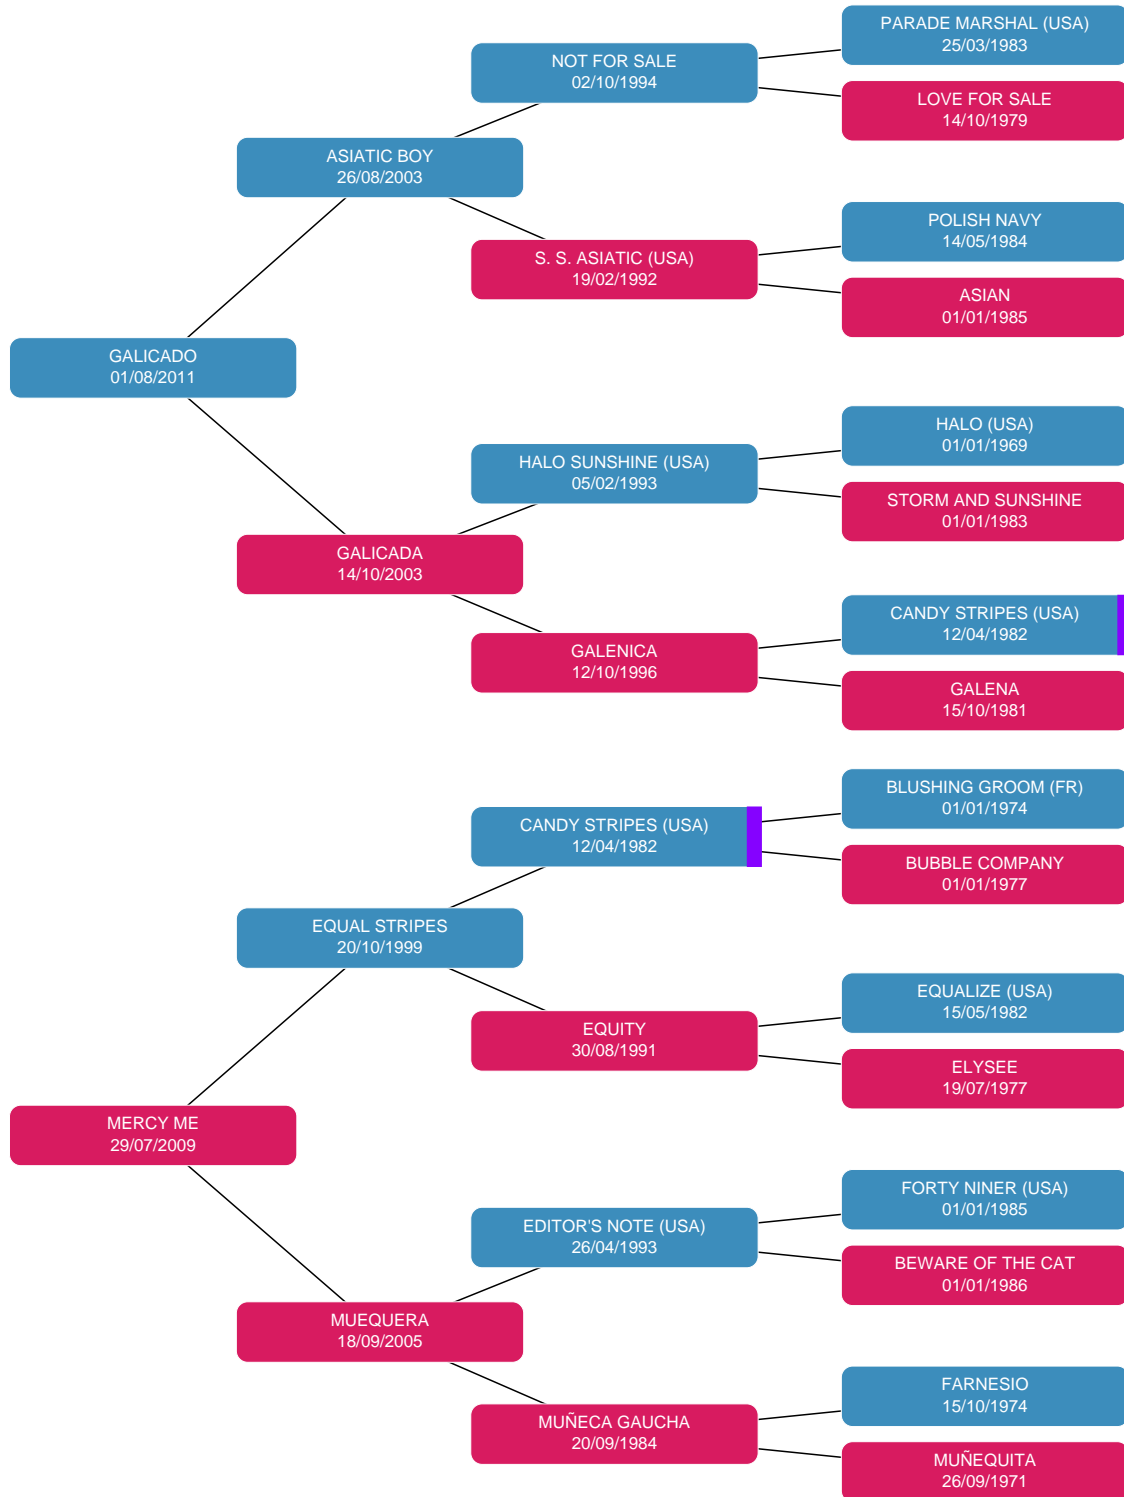 PARADE MARSHAL (USA)
25/03/1983
NOT FOR SALE
02/10/1994
LOVE FOR SALE
14/10/1979
ASIATIC BOY
26/08/2003
POLISH NAVY
14/05/1984
S. S. ASIATIC (USA)
19/02/1992
ASIAN
01/01/1985
GALICADO
01/08/2011
HALO (USA)
01/01/1969
HALO SUNSHINE (USA)
05/02/1993
STORM AND SUNSHINE
01/01/1983
GALICADA
14/10/2003
CANDY STRIPES (USA)
12/04/1982
GALENICA
12/10/1996
GALENA
15/10/1981
BLUSHING GROOM (FR)
01/01/1974
CANDY STRIPES (USA)
12/04/1982
BUBBLE COMPANY
01/01/1977
EQUAL STRIPES
20/10/1999
EQUALIZE (USA)
15/05/1982
EQUITY
30/08/1991
ELYSEE
19/07/1977
MERCY ME
29/07/2009
FORTY NINER (USA)
01/01/1985
EDITOR'S NOTE (USA)
26/04/1993
BEWARE OF THE CAT
01/01/1986
MUEQUERA
18/09/2005
FARNESIO
15/10/1974
MUÑECA GAUCHA
20/09/1984
MUÑEQUITA
26/09/1971